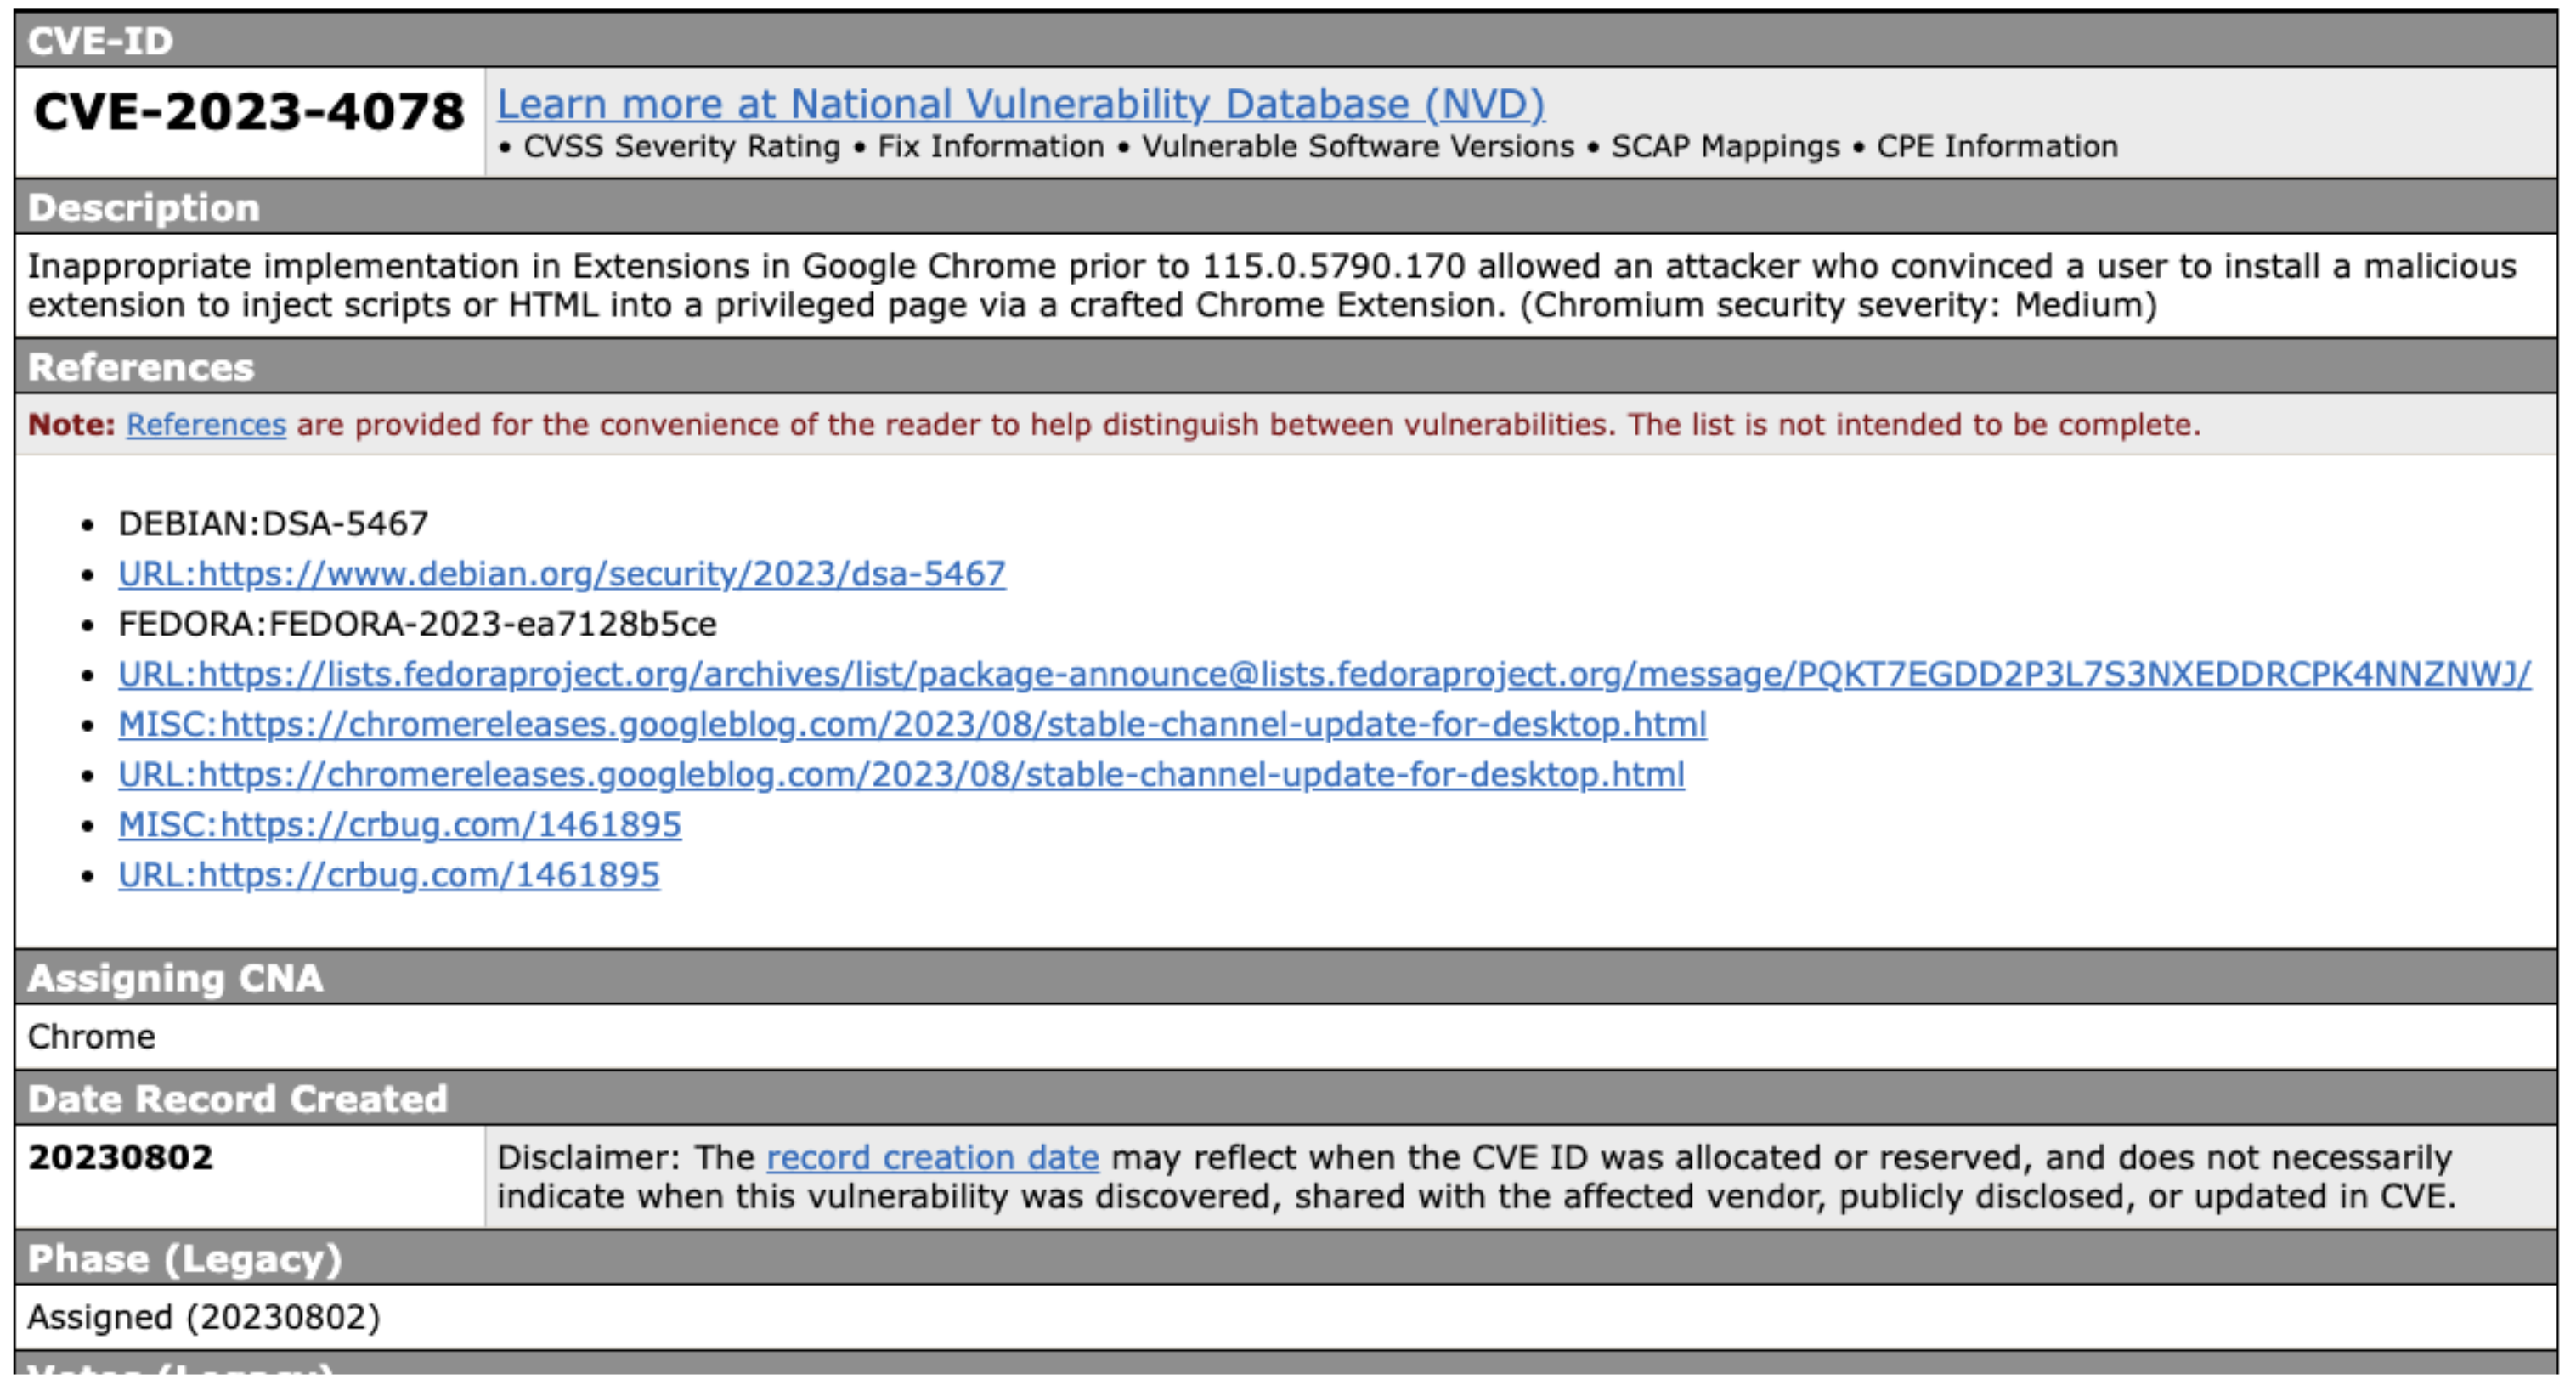 CVE-ID
CVE-2023-4078
Learn more at National Vulnerability Database (NVD)
• CVSS Severity Rating • Fix Information • Vulnerable Software Versions • SCAP Mappings • CPE Information
Description
Inappropriate implementation in Extensions in Google Chrome prior to 115.0.5790.170 allowed an attacker who convinced a user to install a malicious
extension to inject scripts or HTML into a privileged page via a crafted Chrome Extension. (Chromium security severity: Medium)
References
Note: References are provided for the convenience of the reader to help distinguish between vulnerabilities. The list is not intended to be complete.
• DEBIAN:DSA-5467
• URL:https://www.debian.org/security/2023/dsa-5467
• FEDORA:FEDORA-2023-ea7128b5ce
• URL:https://lists.fedoraproject.org/archives/list/package-announce@lists.fedoraproject.org/message/PQKT7EGDD2P3L7S3NXEDDRCPK4NNZNWJ/
• MISC:https://chromereleases.googleblog.com/2023/08/stable-channel-update-for-desktop.html
• URL:https://chromereleases.googleblog.com/2023/08/stable-channel-update-for-desktop.html
• MISC:https://crbug.com/1461895
• URL:https://crbug.com/1461895
Assigning CNA
Chrome
Date Record Created
20230802
Disclaimer: The record creation date may reflect when the CVE ID was allocated or reserved, and does not necessarily
indicate when this vulnerability was discovered, shared with the affected vendor, publicly disclosed, or updated in CVE.
Phase (Legacy)
Assigned (20230802)
Votes (Legacy)